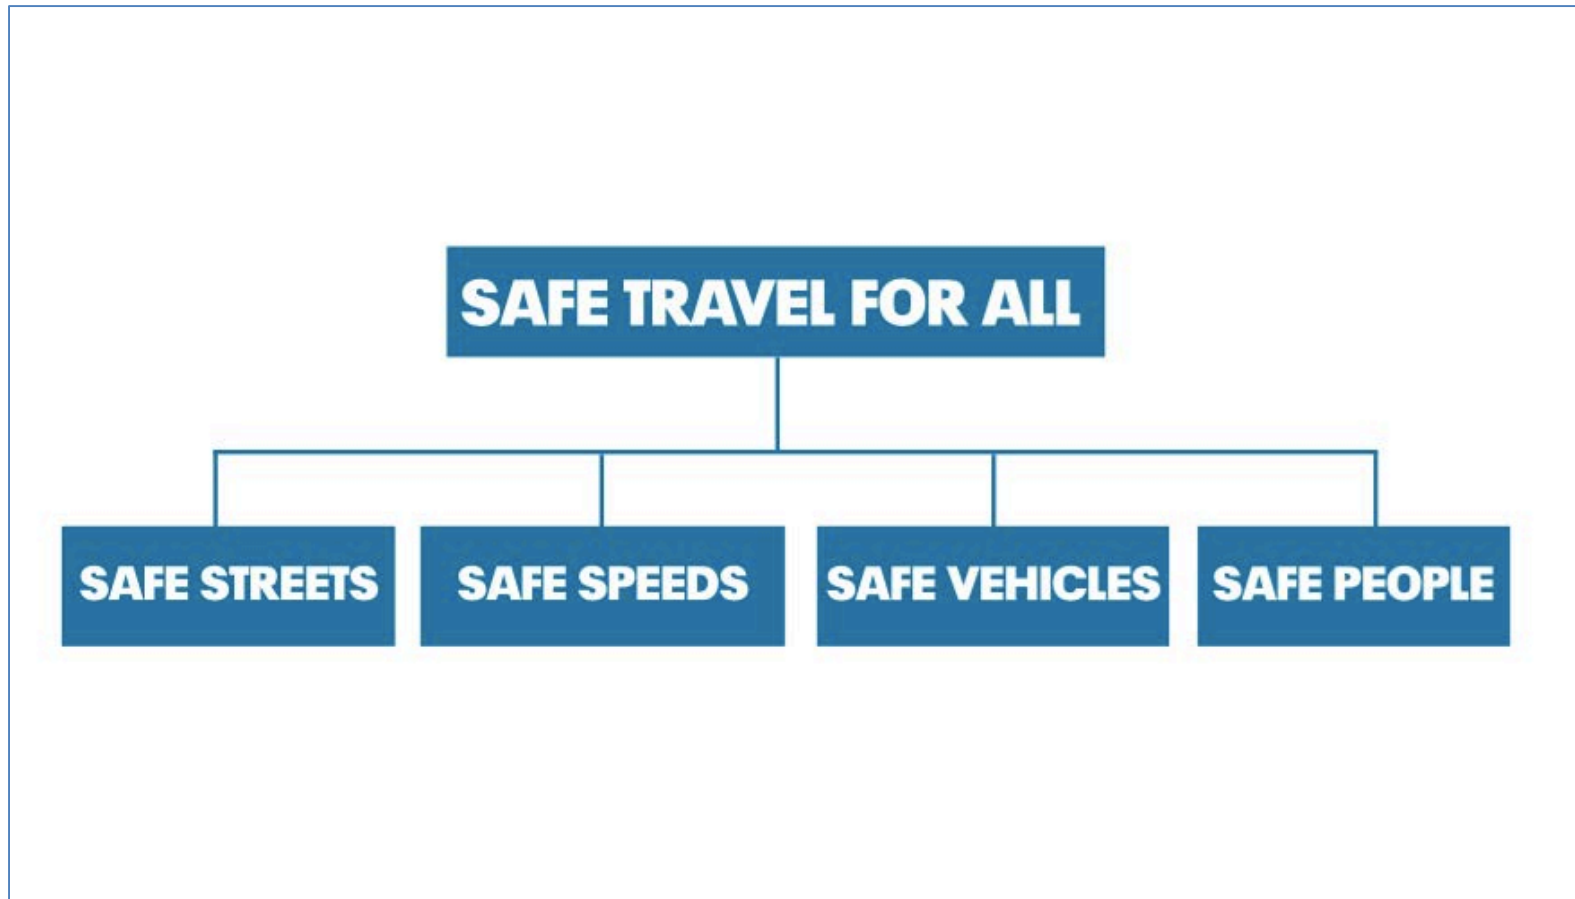 SAFE TRAVEL FOR ALL
SAFE STREETS
SAFE SPEEDS
SAFE VEHICLES
SAFE PEOPLE